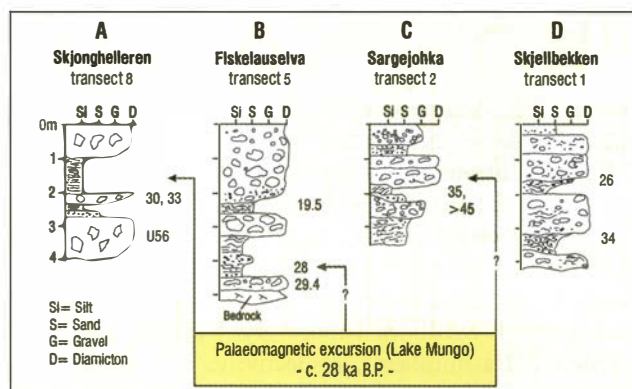 A
Skjonghelleren
transect 8
B
Flskelauselva
transect 5
C
Sargejohka
transect 2
D
Skjellbekken
transect 1
Si S G D
Si S G D
Si S G D
Si S G D
0m
1
2
3
4
30, 33
U56
19.5
28
29.4
Bedrock
35,
>45
26
34
?
?
Si= Silt
S= Sand
G= Gravel
D= Diamicton
Palaeomagnetic excursion (Lake Mungo)
- c. 28 ka B.P. -